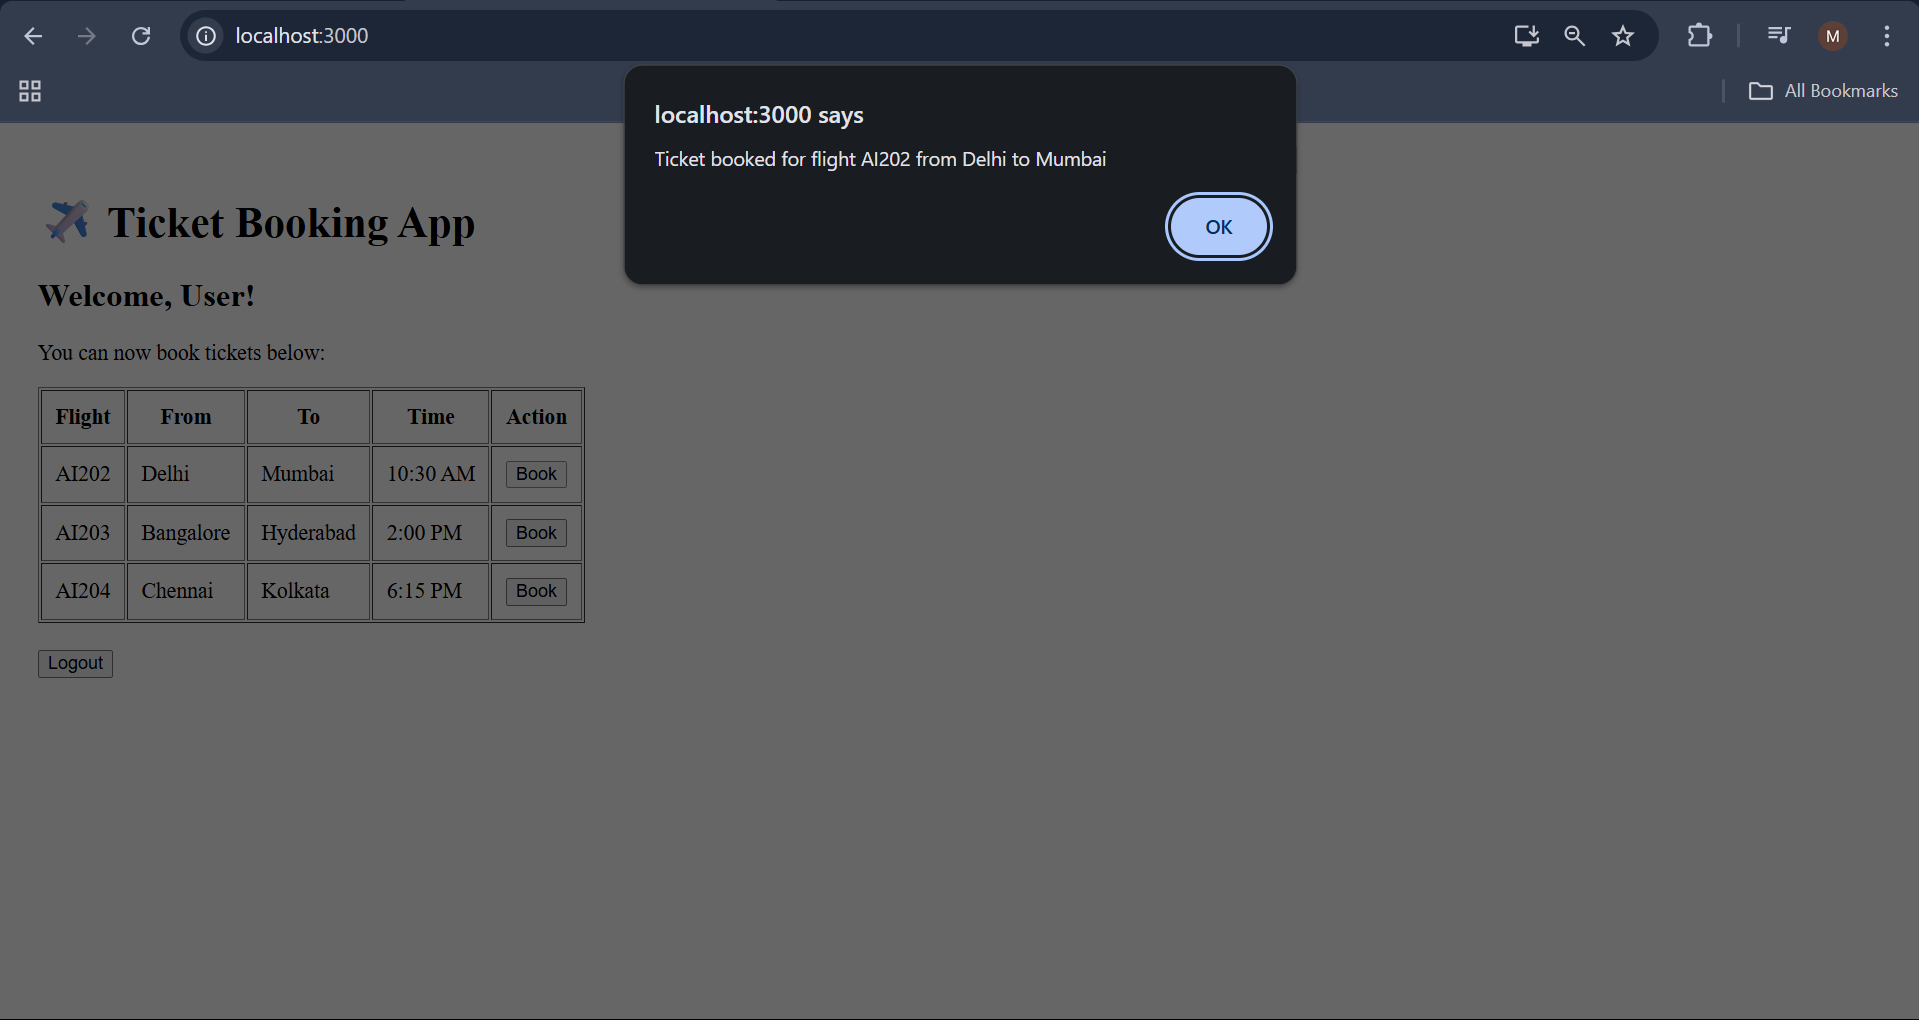 localhost:3000
M
All Bookmarks
localhost:3000 says
Ticket booked for flight AI202 from Delhi to Mumbai
OK
Ticket Booking App
Welcome, User!
You can now book tickets below:
Flight From To Time Action
AI202 Delhi Mumbai 10:30 AM Book
AI203 Bangalore Hyderabad 2:00 PM Book
AI204 Chennai Kolkata 6:15 PM Book
Logout